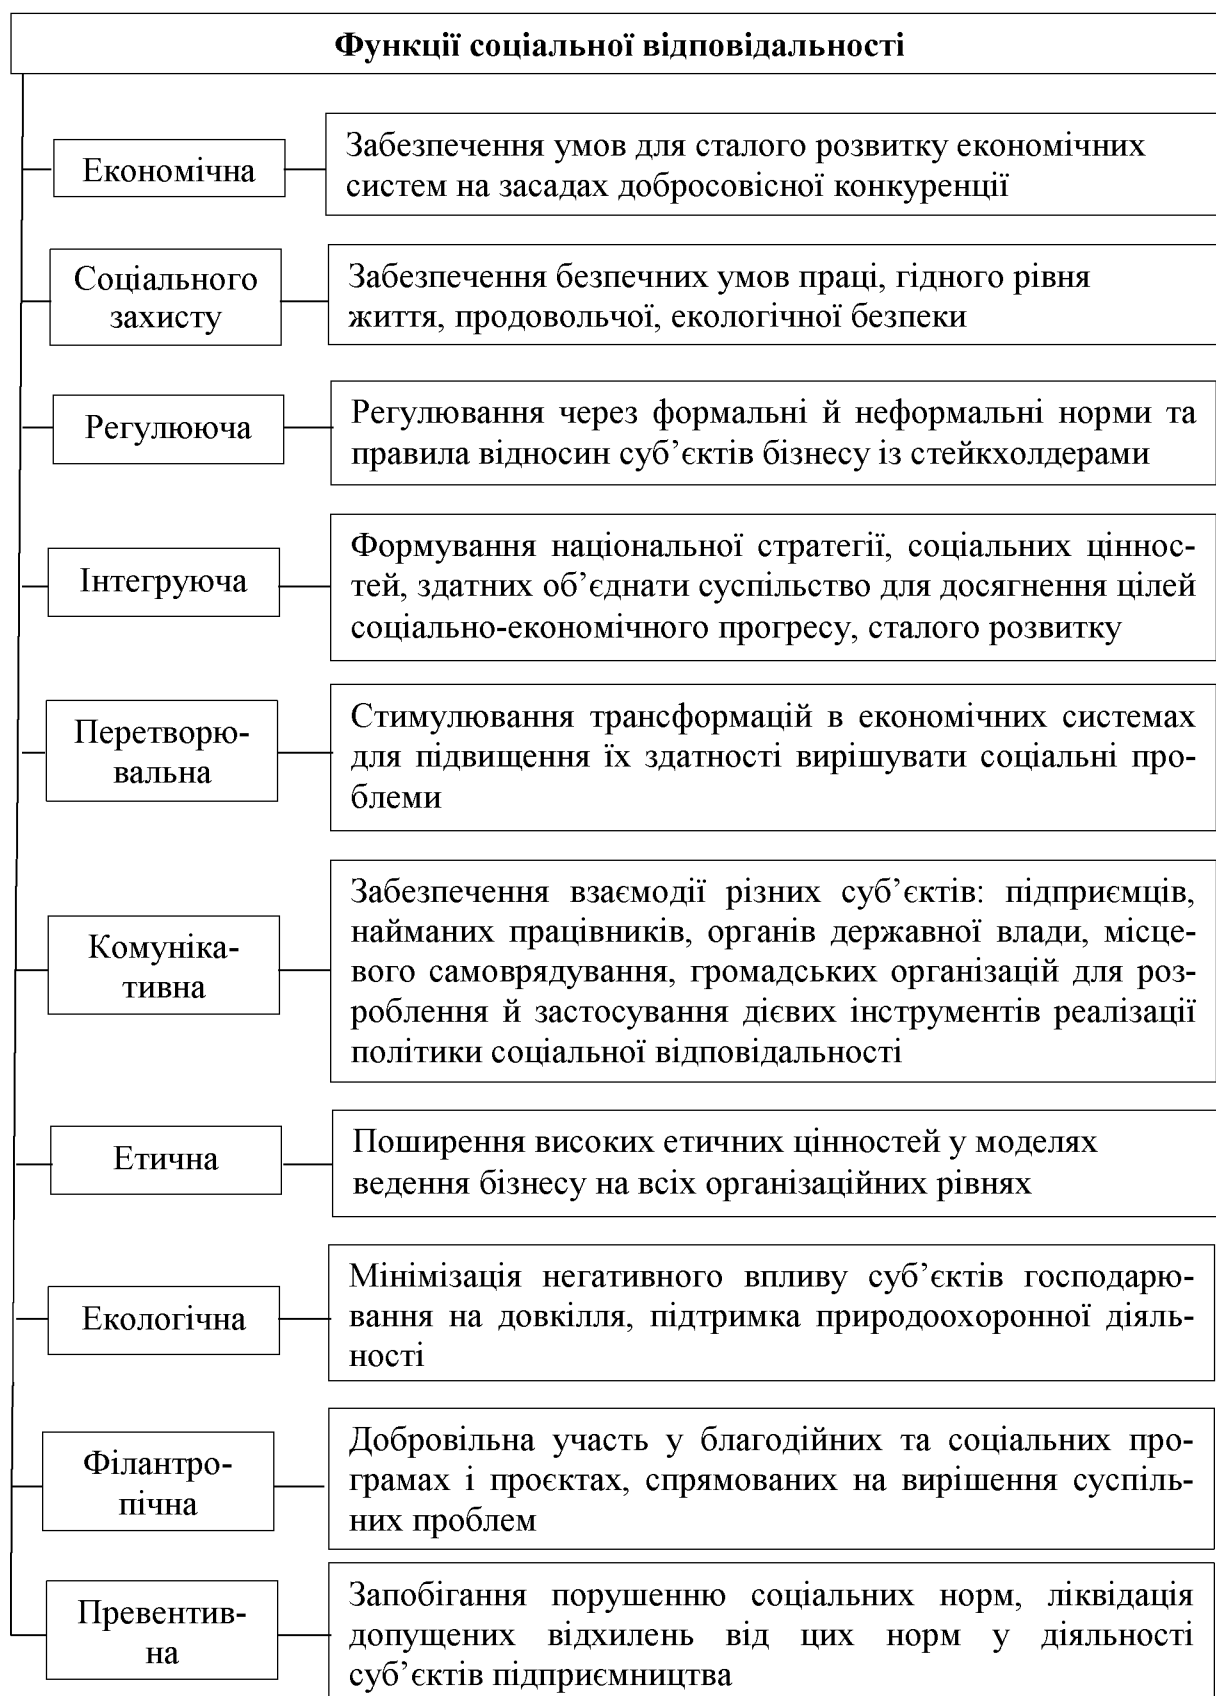 Функції соціальної відповідальності
Економічна
Забезпечення умов для сталого розвитку економічних
систем на засадах добросовісної конкуренції
Соціального
захисту
Забезпечення безпечних умов праці, гідного рівня
життя, продовольчої, екологічної безпеки
Регулююча
Регулювання через формальні й неформальні норми та
правила відносин суб’єктів бізнесу із стейкхолдерами
Інтегруюча
Формування національної стратегії, соціальних ціннос-
тей, здатних об’єднати суспільство для досягнення цілей
соціально-економічного прогресу, сталого розвитку
Перетворю-
вальна
Стимулювання трансформацій в економічних системах
для підвищення їх здатності вирішувати соціальні про-
блеми
Комуніка-
тивна
Забезпечення взаємодії різних суб’єктів: підприємців,
найманих працівників, органів державної влади, місце-
вого самоврядування, громадських організацій для роз-
роблення й застосування дієвих інструментів реалізації
політики соціальної відповідальності
Етична
Поширення високих етичних цінностей у моделях
ведення бізнесу на всіх організаційних рівнях
Екологічна
Мінімізація негативного впливу суб’єктів господарю-
вання на довкілля, підтримка природоохоронної діяль-
ності
Філантро-
пічна
Добровільна участь у благодійних та соціальних про-
грамах і проєктах, спрямованих на вирішення суспіль-
них проблем
Превентив-
на
Запобігання порушенню соціальних норм, ліквідація
допущених відхилень від цих норм у діяльності
суб’єктів підприємництва